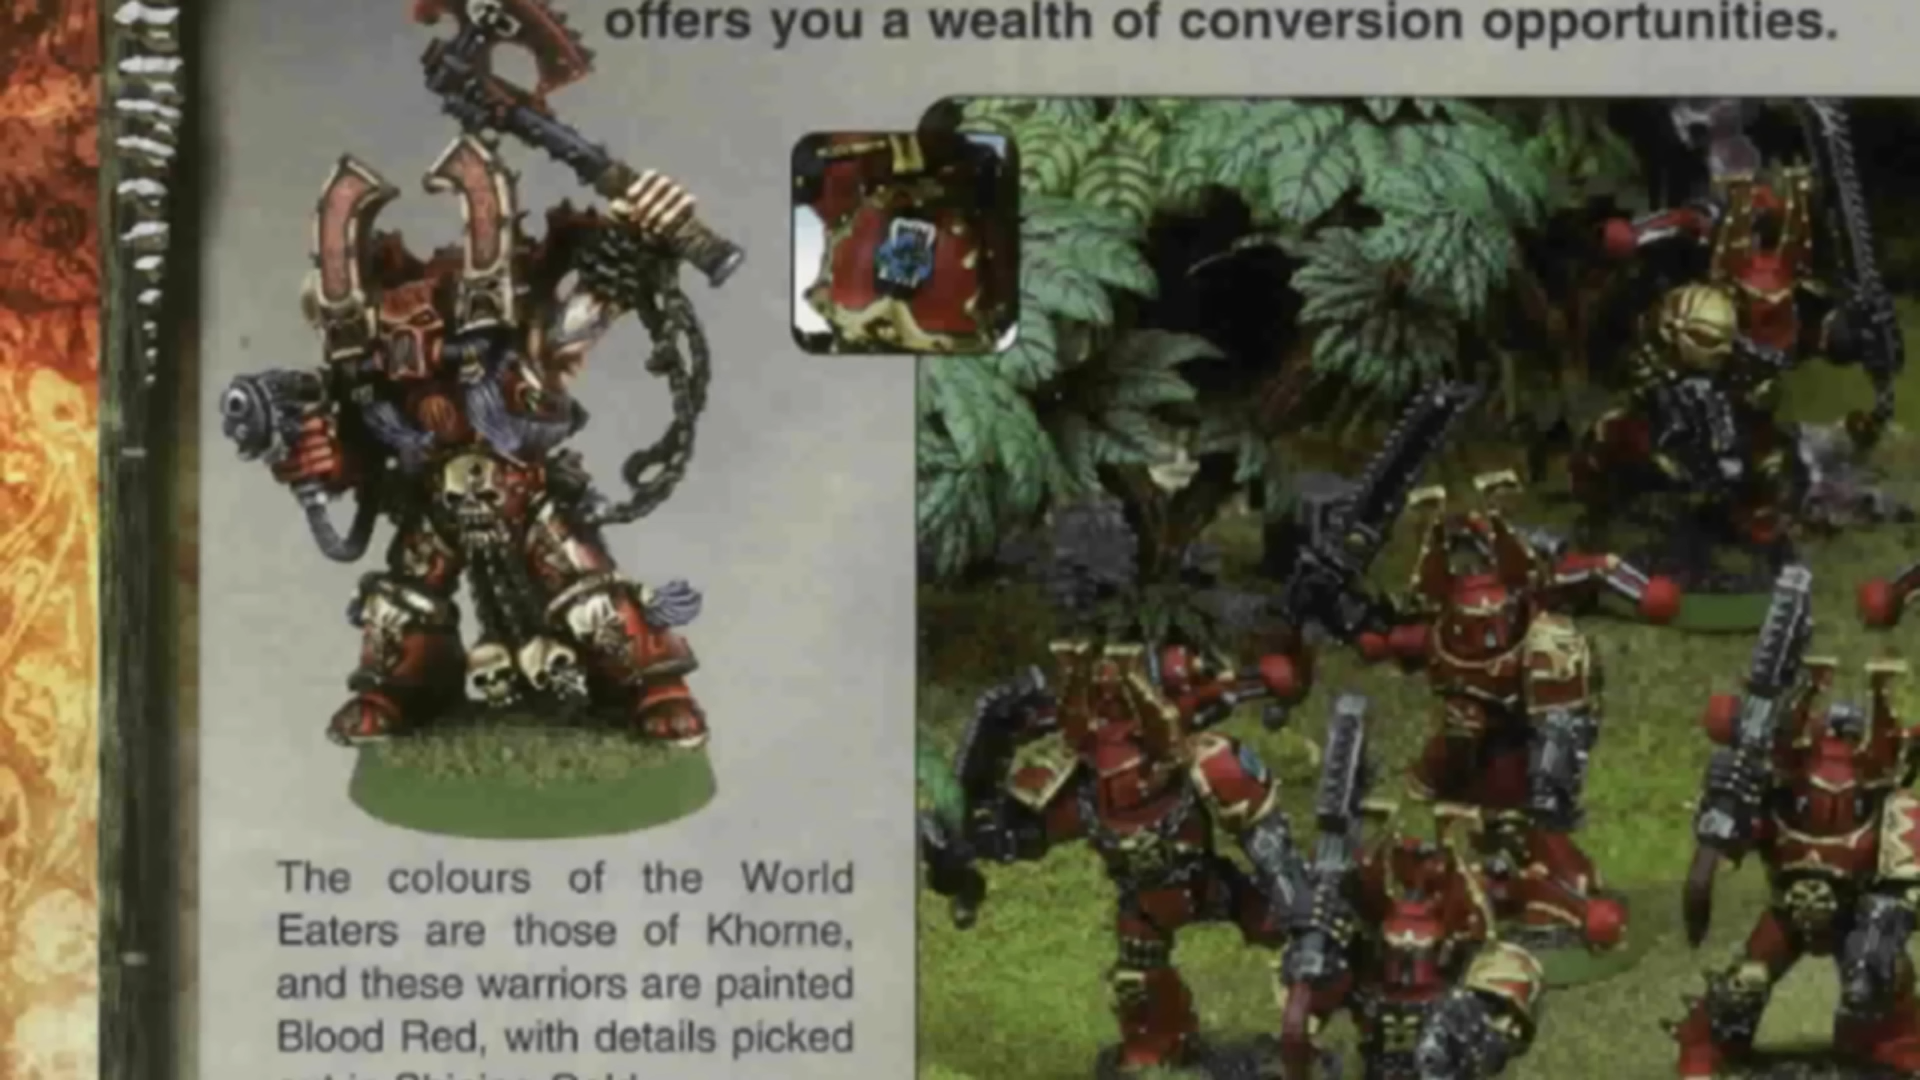 offers you a wealth of conversion opportunities.
The colours of the World
Eaters are those of Khorne,
and these warriors are painted
Blood Red, with details picked